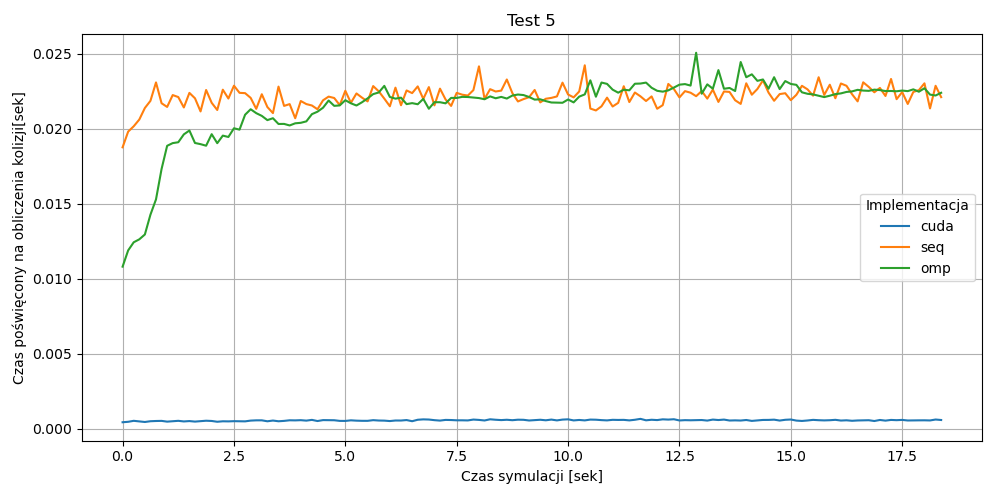 Test 5
Czas poświęcony na obliczenia kolizji[sek]
0.025
0.020
0.015
0.010
0.005
0.000
Implementacja
cuda
seq
omp
0.0 2.5 5.0 7.5 10.0 12.5 15.0 17.5
Czas symulacji [sek]